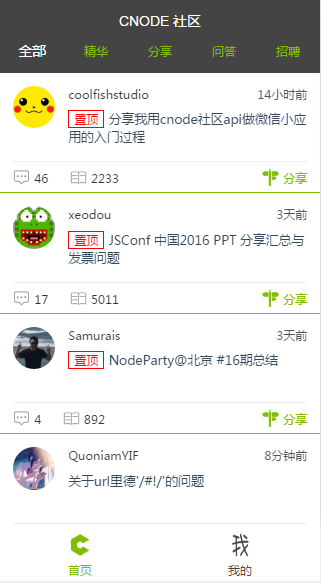 CNODE 社区
全部 精华 分享 问答 招聘
coolfishstudio 14小时前
置顶 分享我用cnode社区api做微信小应
用的入门过程
46 2233 分享
xeodou 3天前
置顶 JSConf 中国2016 PPT 分享汇总与
发票问题
17 5011 分享
Samurais 3天前
置顶 NodeParty@北京 #16期总结
4 892 分享
QuoniamYIF 8分钟前
关于url里德'/#!/'的问题
首页 我的
我